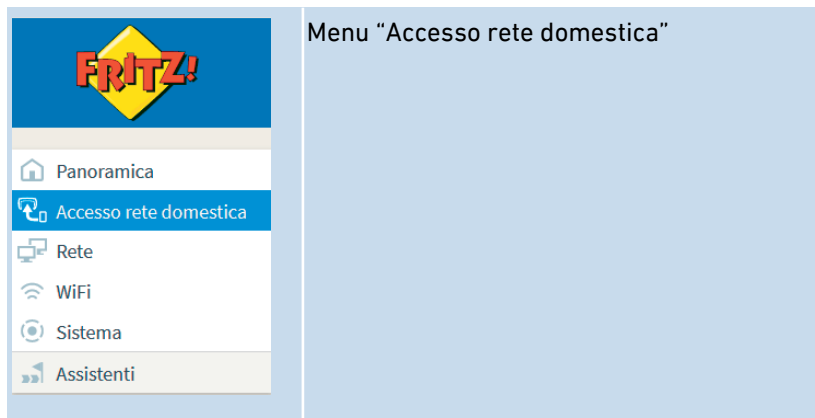 FRITZ!
Panoramica
Accesso rete domestica
Rete
WiFi
Sistema
Assistenti
Menu “Accesso rete domestica”